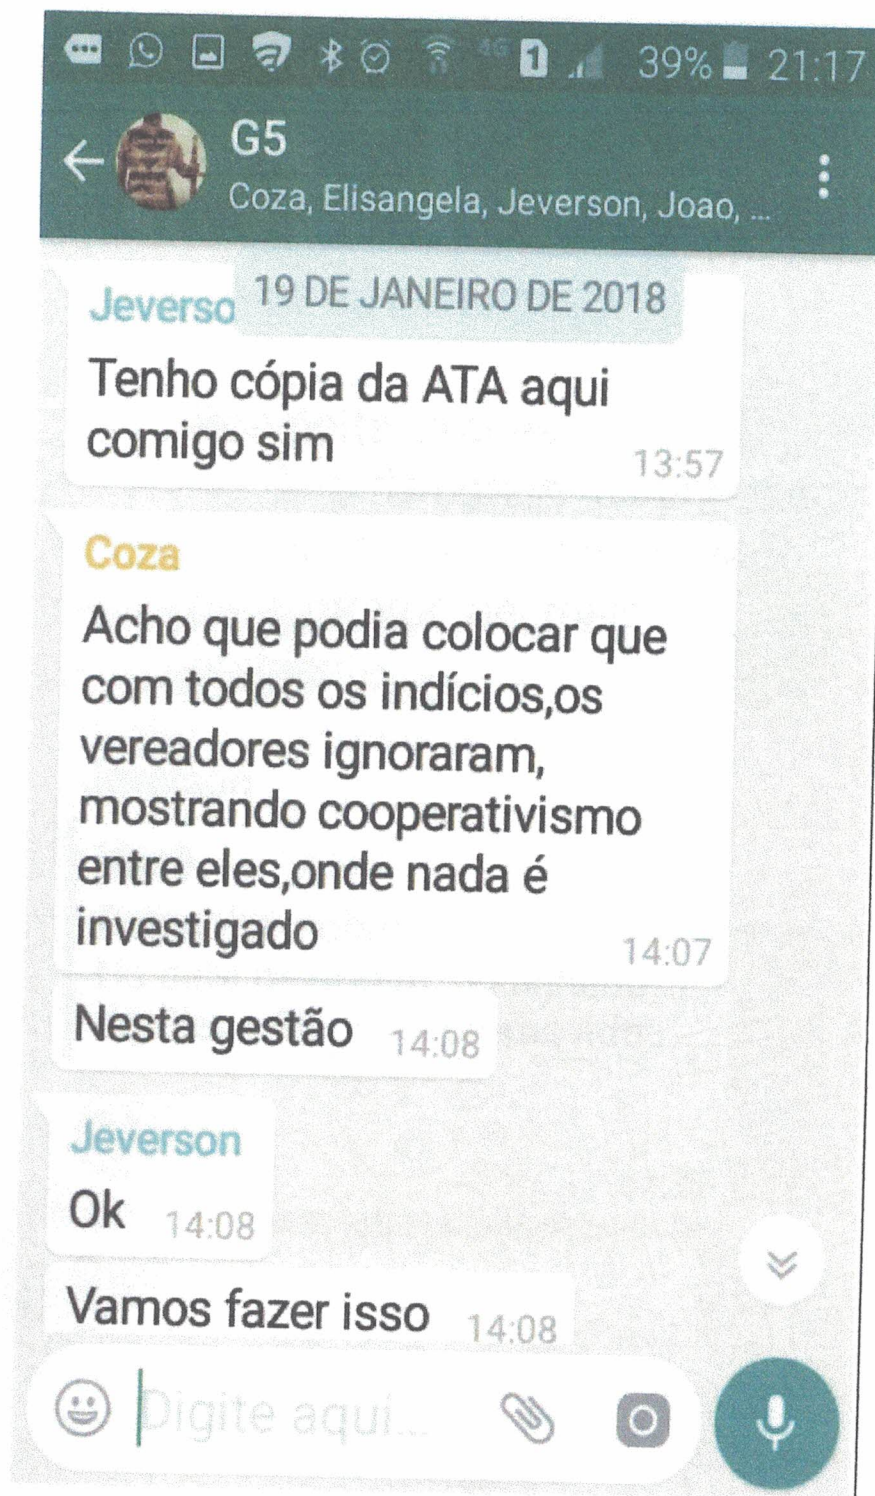 4G 1 39% 21:17
G5
Coza, Elisangela, Jeverson, Joao, ...
19 DE JANEIRO DE 2018
Jeverso
Tenho cópia da ATA aqui
comigo sim
13:57
Coza
Acho que podia colocar que
com todos os indícios,os
vereadores ignoraram,
mostrando cooperativismo
entre eles,onde nada é
investigado
14:07
Nesta gestão 14:08
Jeverson
Ok 14:08
Vamos fazer isso 14:08
Digite aqui...